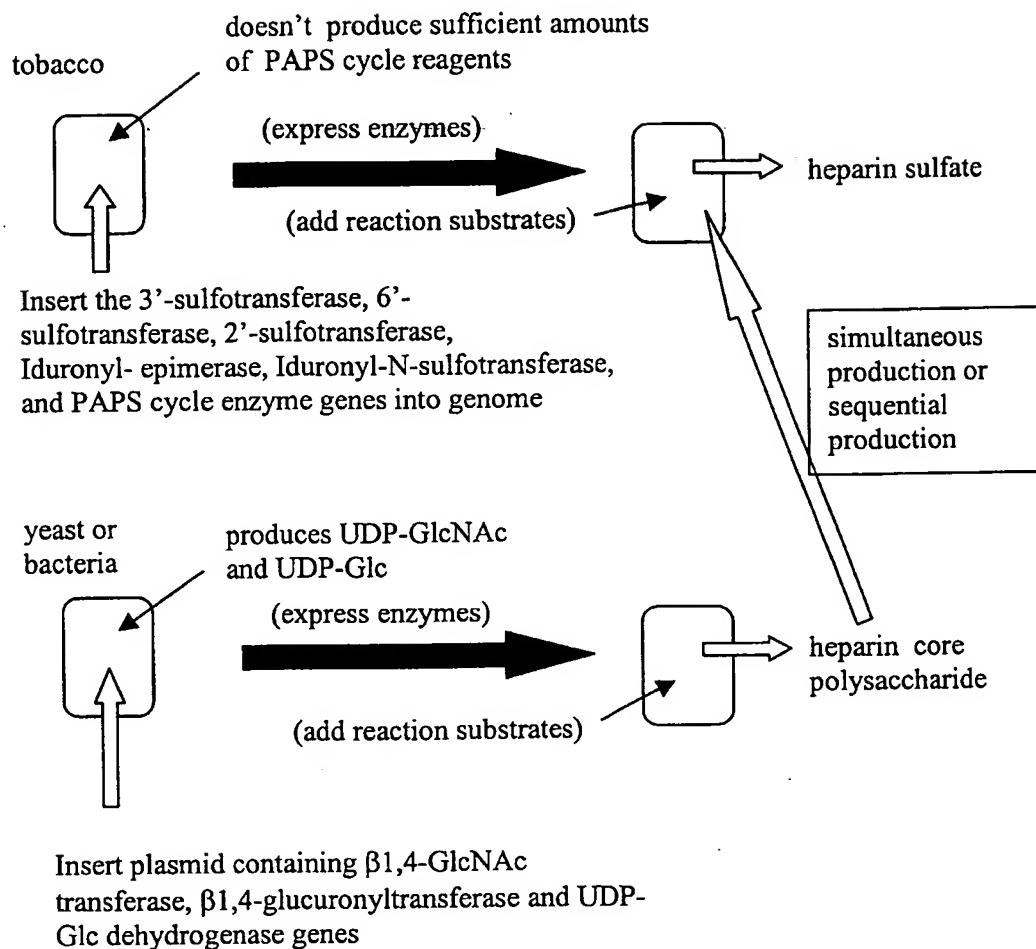 doesn't produce sufficient amounts
of PAPS cycle reagents
tobacco
(express enzymes)
(add reaction substrates)
heparin sulfate
Insert the 3'-sulfotransferase, 6'-
sulfotransferase, 2'-sulfotransferase,
Iduronyl- epimerase, Iduronyl-N-sulfotransferase,
and PAPS cycle enzyme genes into genome
simultaneous
production or
sequential
production
yeast or
bacteria
produces UDP-GlcNAc
and UDP-Glc
(express enzymes)
(add reaction substrates)
heparin core
polysaccharide
Insert plasmid containing β1,4-GlcNAc
transferase, β1,4-glucuronyltransferase and UDP-
Glc dehydrogenase genes